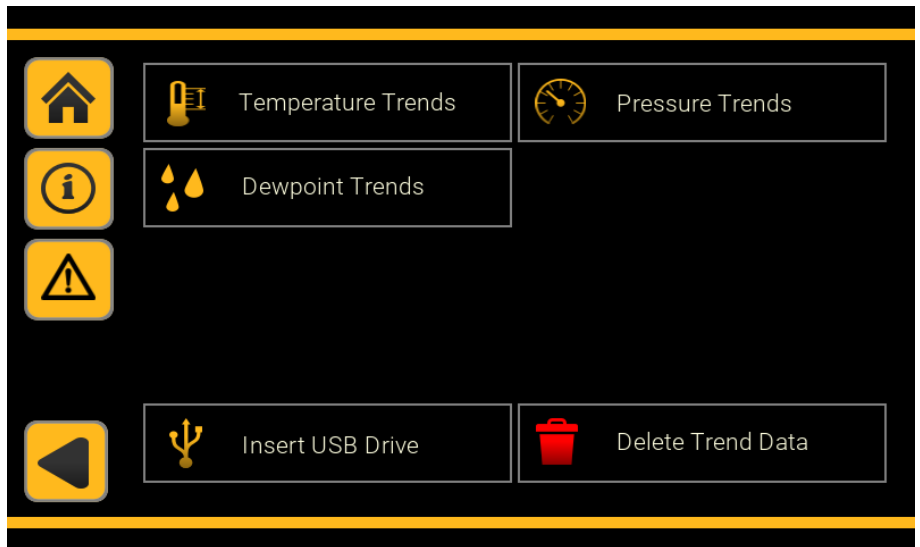 Temperature Trends
Pressure Trends
Dewpoint Trends
Insert USB Drive
Delete Trend Data